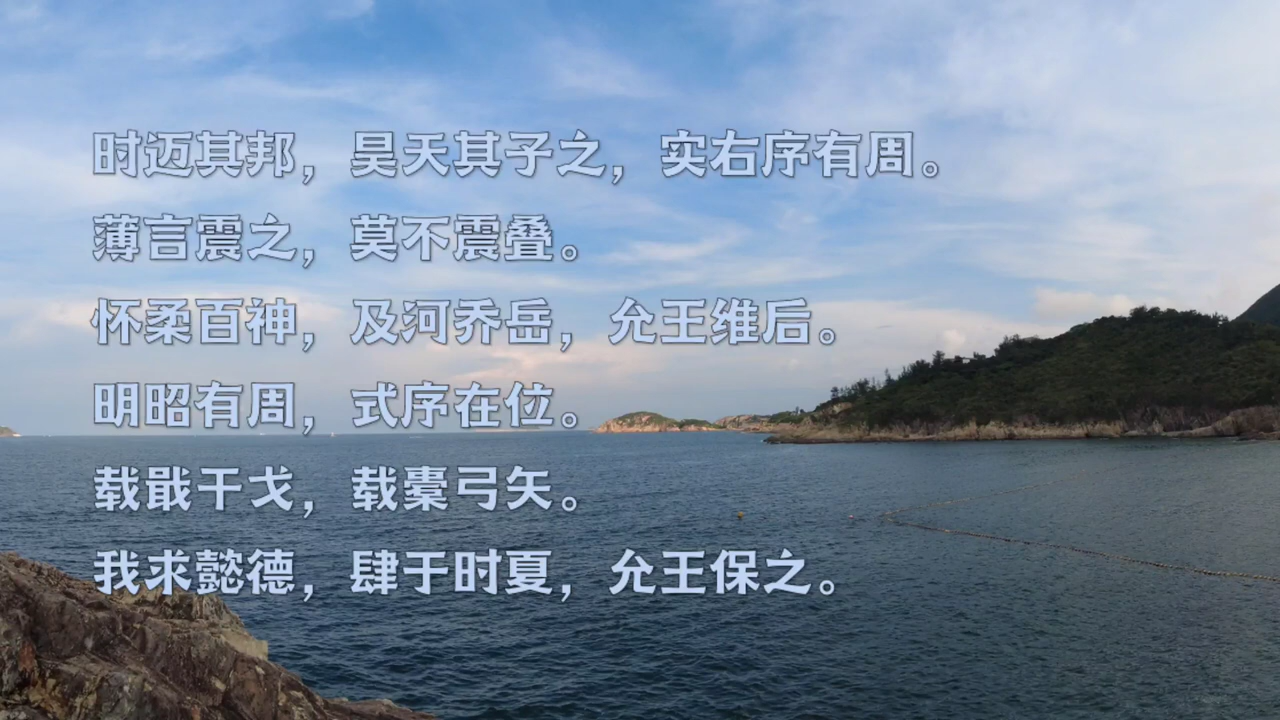 时迈其邦，昊天其子之，实右序有周。
薄言震之，莫不震叠。
怀柔百神，及河乔岳，允王维后。
明昭有周，式序在位。
载戢干戈，载櫜弓矢。
我求懿德，肆于时夏，允王保之。